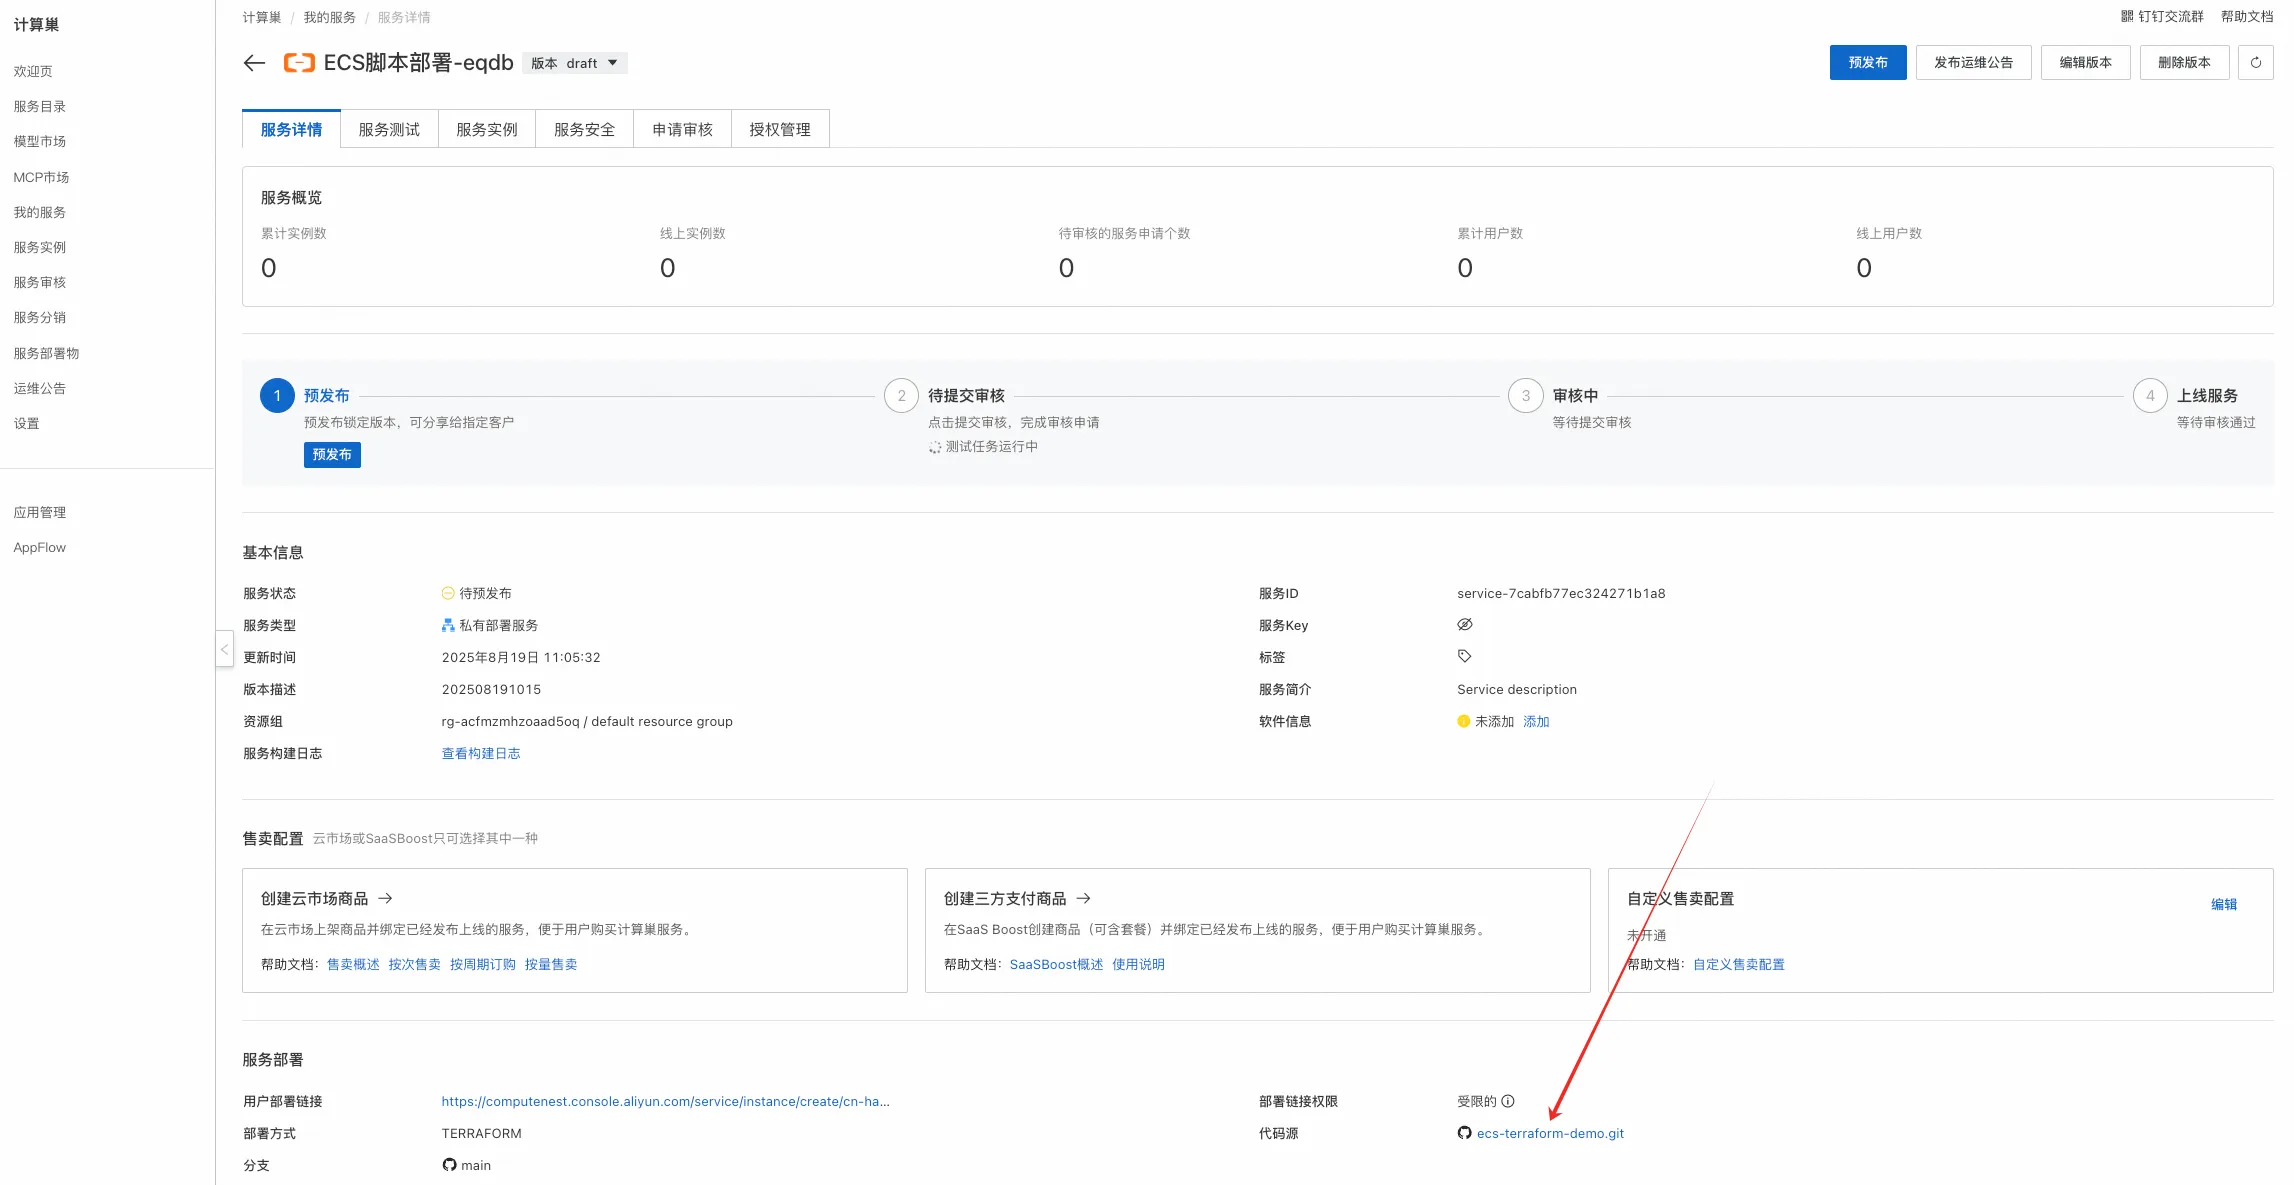 计算巢
欢迎页
服务目录
模型市场
MCP市场
我的服务
服务实例
服务审核
服务分销
服务部署物
运维公告
设置
应用管理
AppFlow
计算巢 / 我的服务 / 服务详情
钉钉交流群 帮助文档
ECS脚本部署-eqdb 版本 draft
预发布 发布运维公告 编辑版本 删除版本
服务详情 服务测试 服务实例 服务安全 申请审核 授权管理
服务概览
累计实例数 线上实例数 待审核的服务申请个数 累计用户数 线上用户数
0 0 0 0 0
1 预发布 2 待提交审核 3 审核中 4 上线服务
预发布锁定版本，可分享给指定客户 点击提交审核，完成审核申请 等待提交审核 等待审核通过
预发布 测试任务运行中
基本信息
服务状态 待预发布 服务ID service-7cabfb77ec324271b1a8
服务类型 私有部署服务 服务Key
更新时间 2025年8月19日 11:05:32 标签
版本描述 202508191015 服务简介 Service description
资源组 rg-acfmzmhzoaad5oq / default resource group 软件信息 未添加 添加
服务构建日志 查看构建日志
售卖配置 云市场或SaaSBoost只可选择其中一种
创建云市场商品
在云市场上架商品并绑定已经发布上线的服务，便于用户购买计算巢服务。
帮助文档： 售卖概述 按次售卖 按周期订购 按量售卖
创建三方支付商品
在SaaS Boost创建商品（可含套餐）并绑定已经发布上线的服务，便于用户购买计算巢服务。
帮助文档： SaaSBoost概述 使用说明
自定义售卖配置 编辑
未开通
帮助文档： 自定义售卖配置
服务部署
用户部署链接 https://computenest.console.aliyun.com/service/instance/create/cn-ha... 部署链接权限 受限的
部署方式 TERRAFORM 代码源 ecs-terraform-demo.git
分支 main